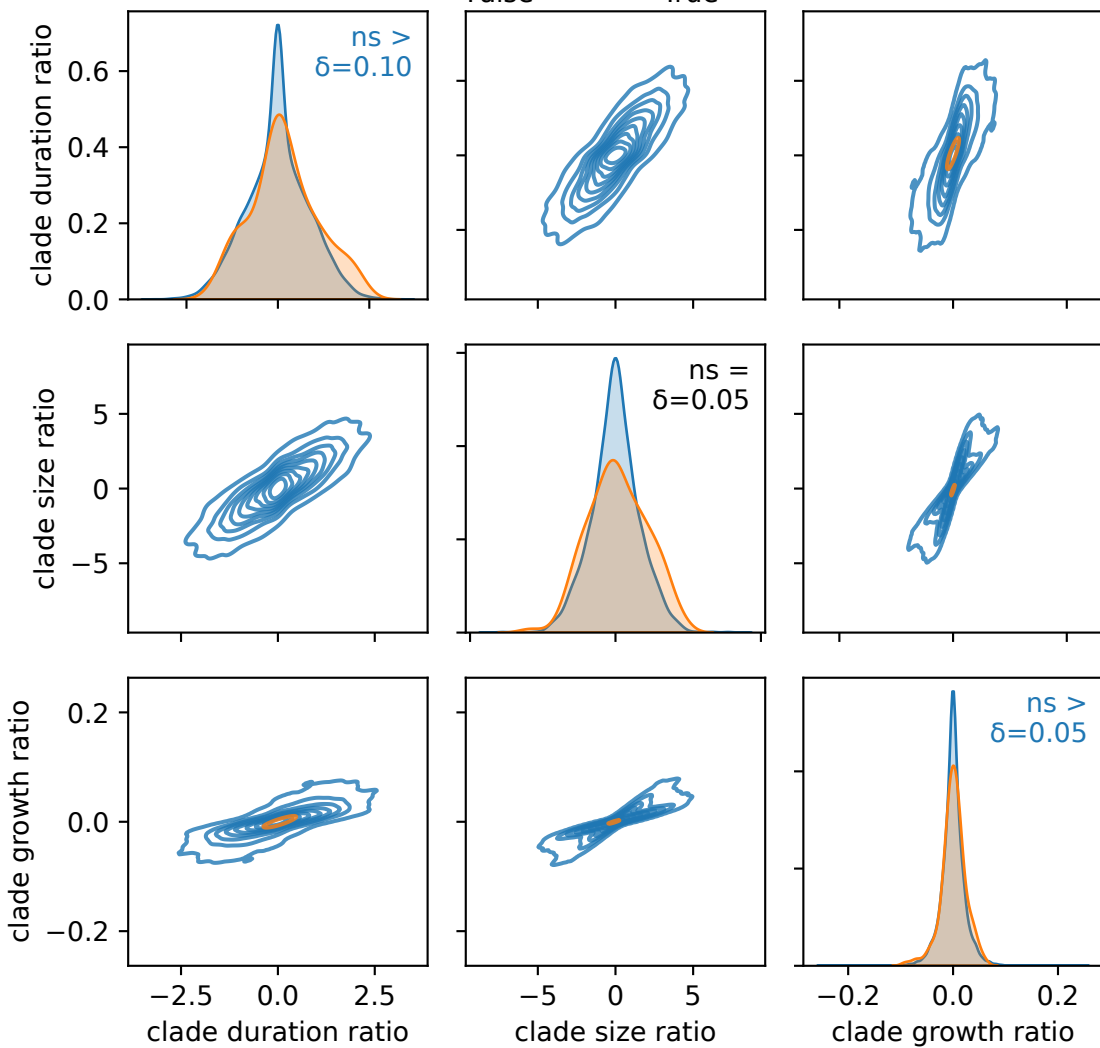 clade duration ratio
0.6
0.4
0.2
0.0
ns >
δ=0.10
clade size ratio
5
0
−5
ns =
δ=0.05
clade growth ratio
0.2
0.0
−0.2
ns >
δ=0.05
−2.5
0.0
2.5
clade duration ratio
−5
0
5
clade size ratio
−0.2
0.0
0.2
clade growth ratio